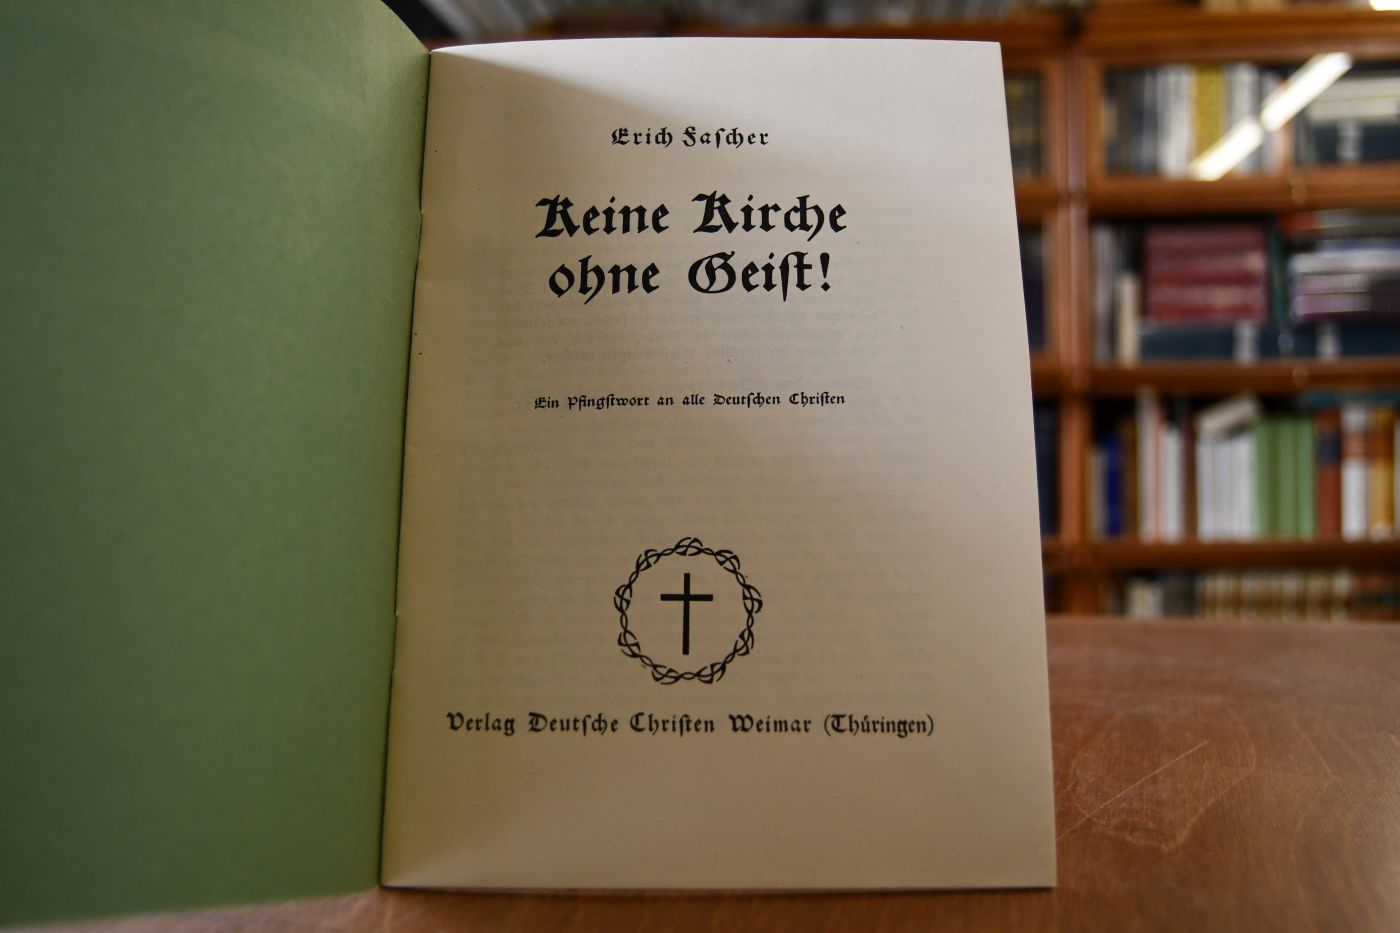 Erich Faſcher
Keine Kirche
ohne Geiſt!
Ein Pfingſtwort an alle Deutſchen Chriſten
Verlag Deutſche Chriſten Weimar (Thüringen)